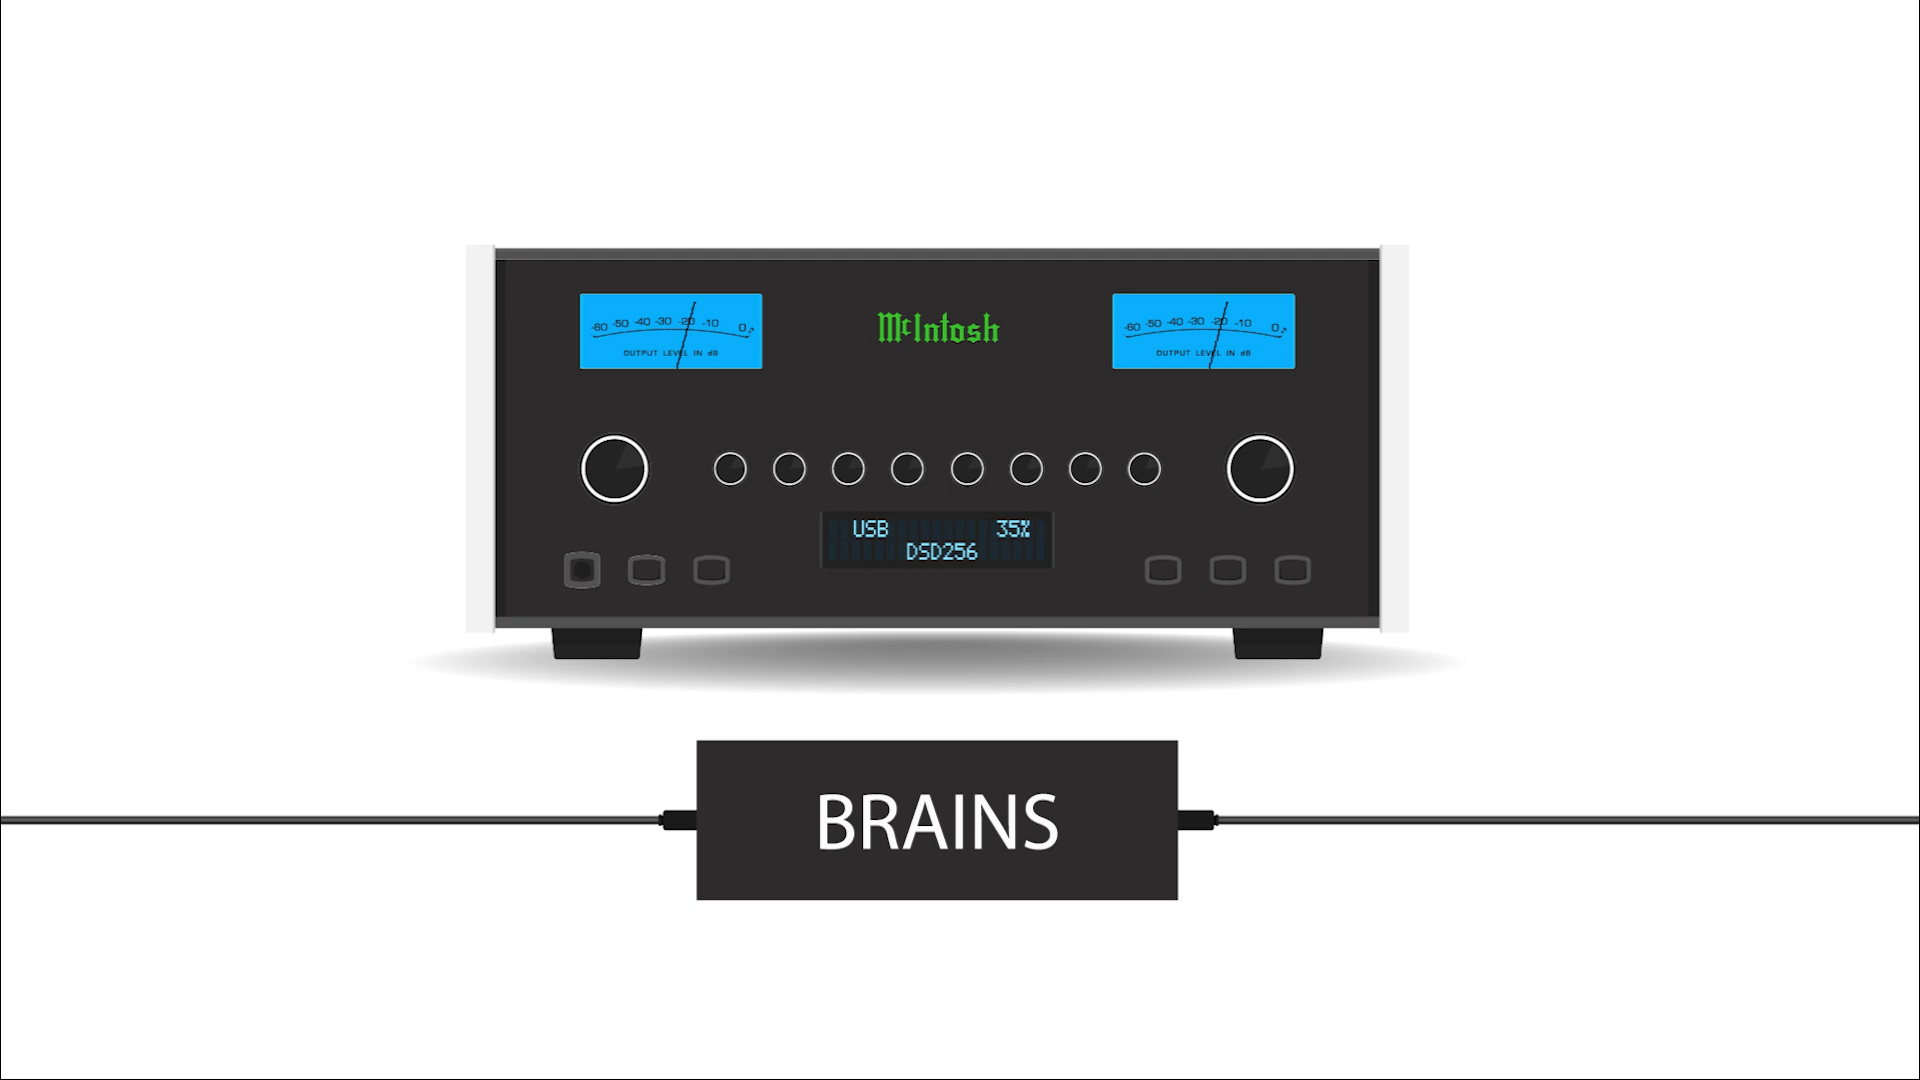 -60 -50 -40 -30 -20 -10 0
OUTPUT LEVEL IN dB
McIntosh
-60 -50 -40 -30 -20 -10 0
OUTPUT LEVEL IN dB
USB 35%
DSD256
BRAINS